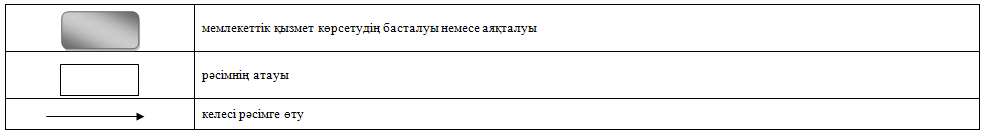 мемлекеттік қызмет көрсетудің басталуы немесе аяқталуы
рәсімнің атауы
келесі рәсімге өту